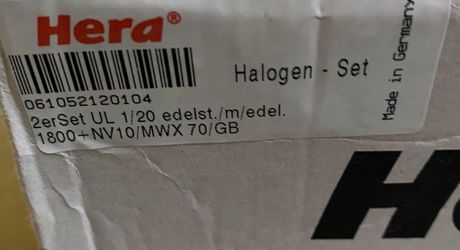 Hera®
Halogen - Set
Made in Germany
061052120104
2erSet UL 1/20 edelst./m/edel.
1800+NV10/MWX 70/GB
He